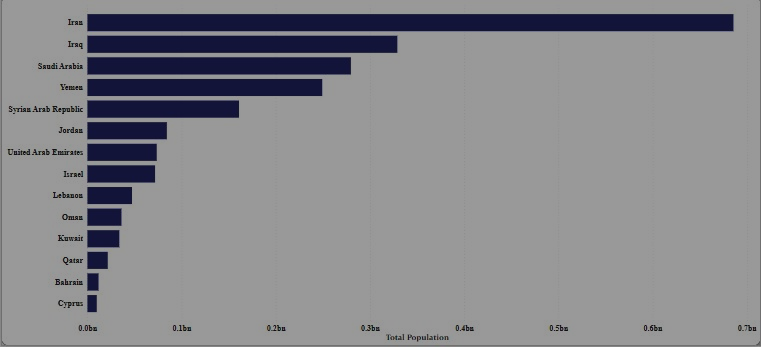 Iran
Iraq
Saudi Arabia
Yemen
Syrian Arab Republic
Jordan
United Arab Emirates
Israel
Lebanon
Oman
Kuwait
Qatar
Bahrain
Cyprus
0.0bn 0.1bn 0.2bn 0.3bn 0.4bn 0.5bn 0.6bn 0.7bn
Total Population